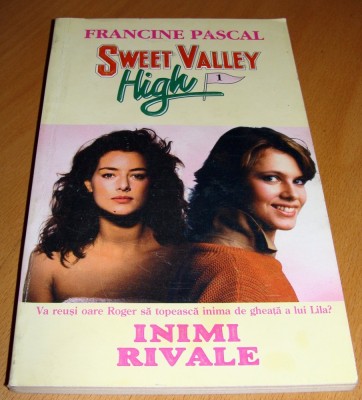 FRANCINE PASCAL
SWEET VALLEY
High
1
Va reuși oare Roger să topească inima de gheață a lui Lila?
INIMI
RIVALE